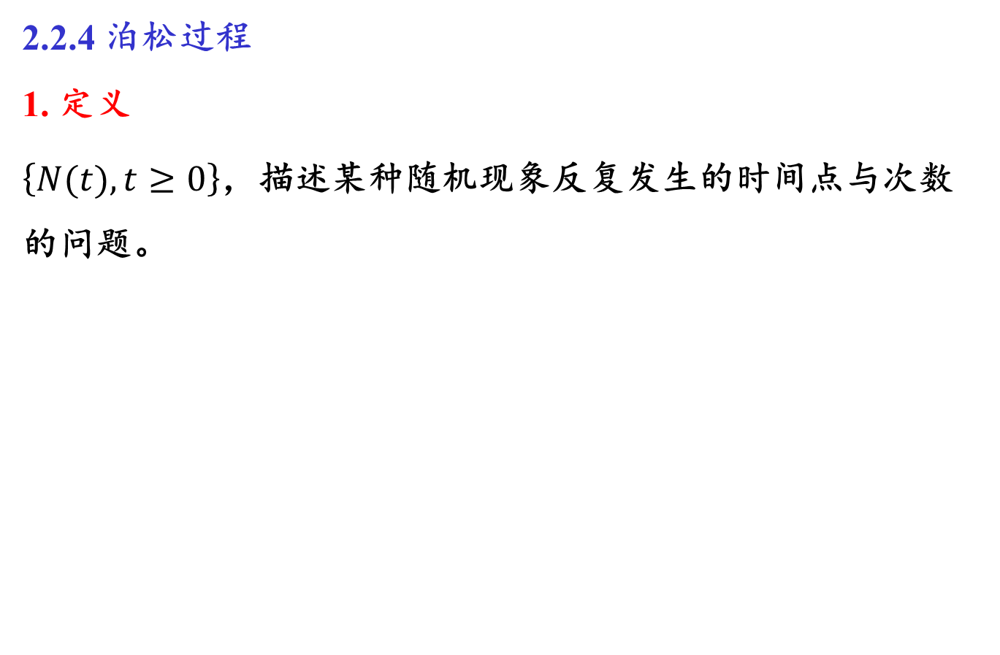 2.2.4 泊松过程
1. 定义
{N(t), t ≥ 0}，描述某种随机现象反复发生的时间点与次数
的问题。